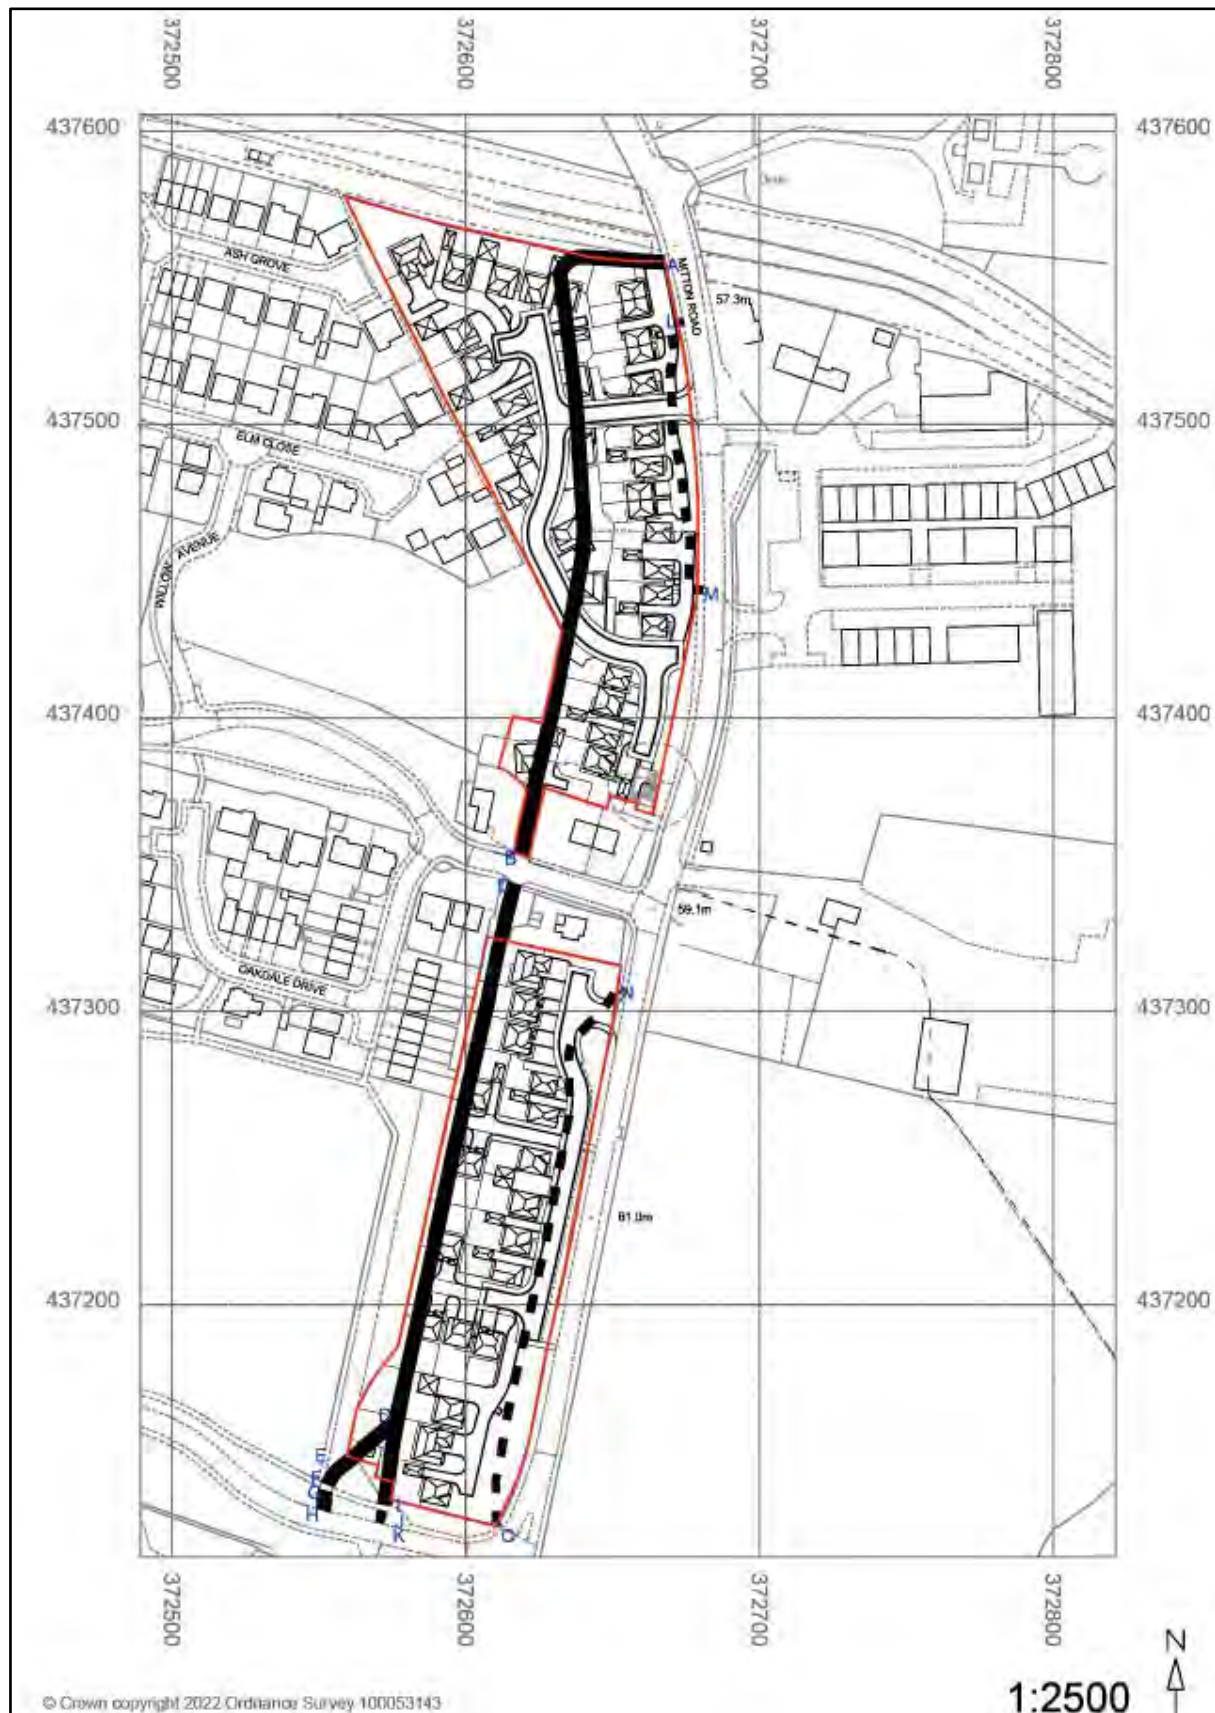 372500
372600
372700
372800
437600
437600
ASH GROVE
MITTON ROAD
A
57.3m
L
437500
437500
ELM CLOSE
WILLOW AVENUE
M
437400
437400
B
59.1m
OAKDALE DRIVE
N
437300
437300
61.0m
437200
437200
D
E
F
G
H
I
J
K
O
372500
372600
372700
372800
N
© Crown copyright 2022 Ordnance Survey 100053143
1:2500